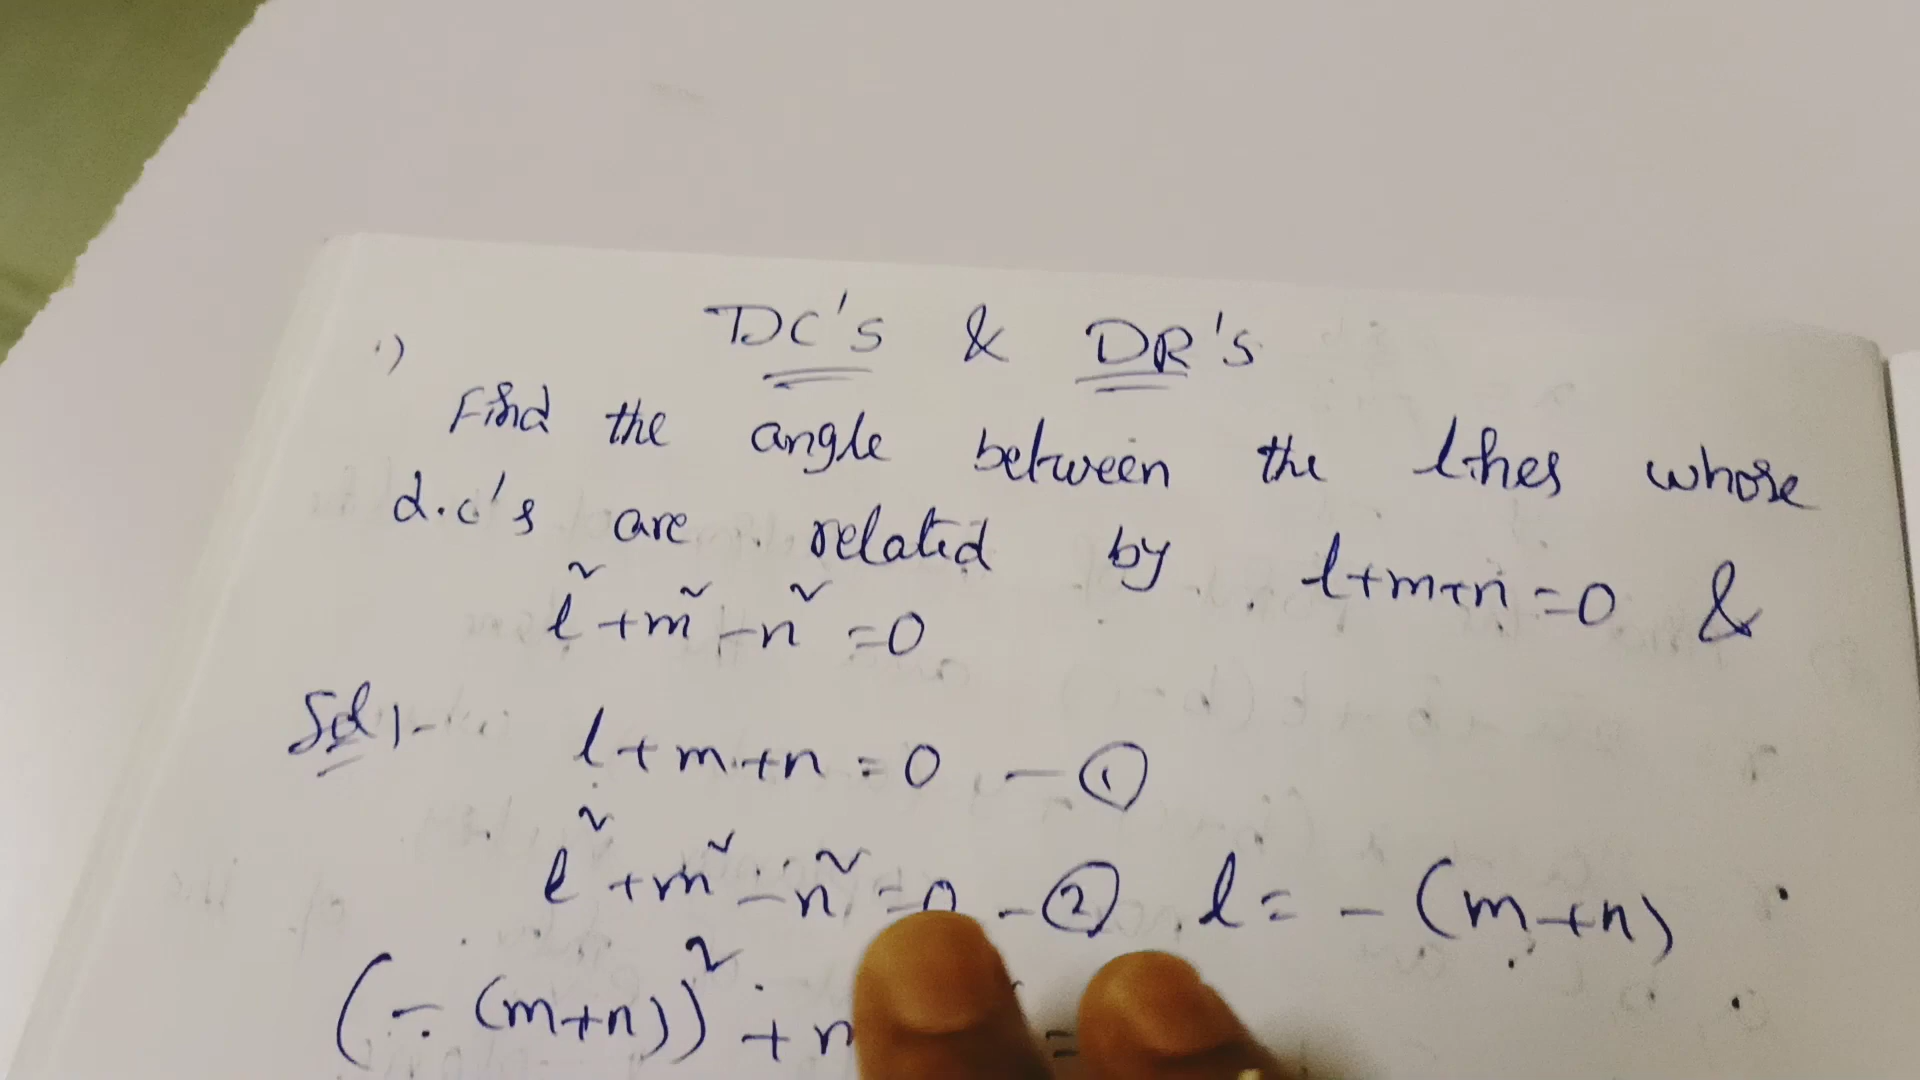 DC's & DR's
1) Find the angle between the lines whose
d.c's are related by l+m+n=0 &
l²+m²-n²=0
Sol:- l+m+n=0 -①
l²+m²-n²=0 -② l= -(m+n)
(-(m+n))² +